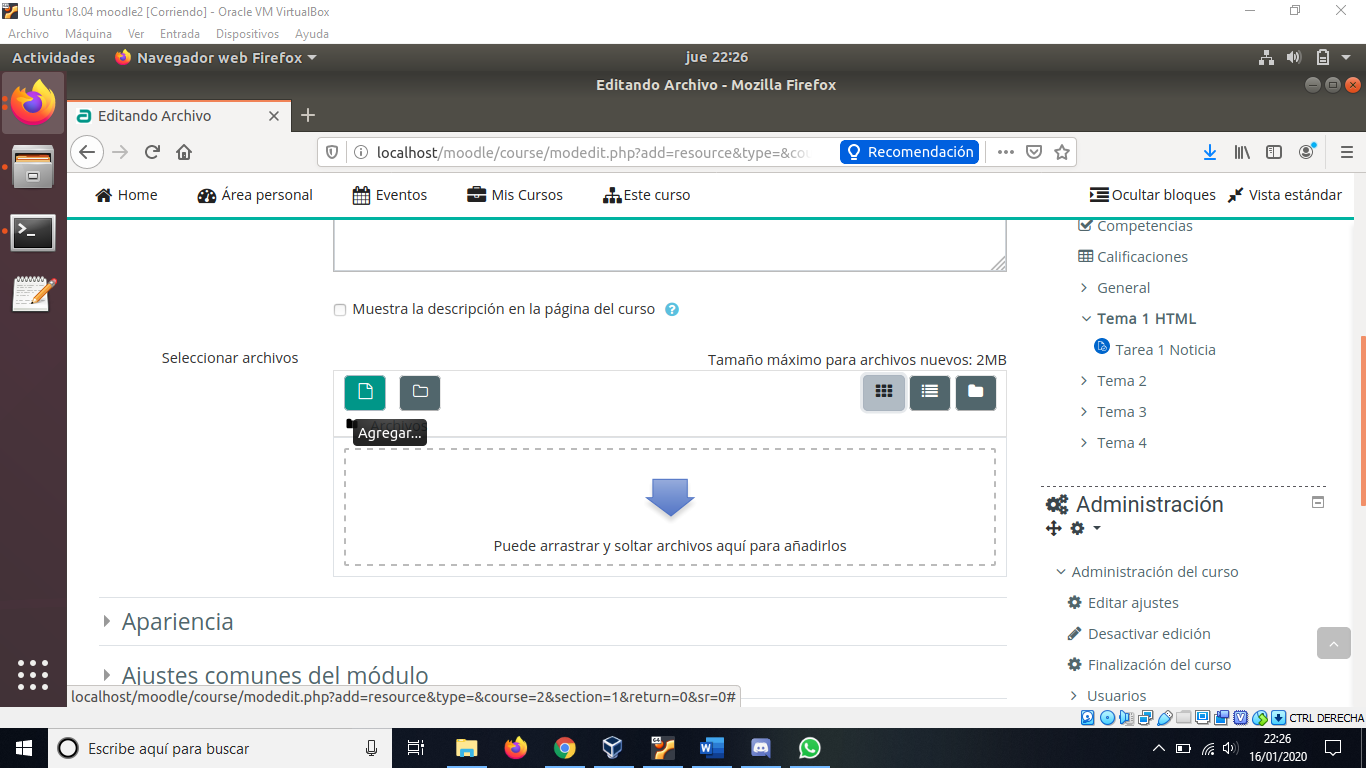 Ubuntu 18.04 moodle2 [Corriendo] - Oracle VM VirtualBox
Archivo Máquina Ver Entrada Dispositivos Ayuda
Actividades Navegador web Firefox jue 22:26
Editando Archivo - Mozilla Firefox
Editando Archivo
localhost/moodle/course/modedit.php?add=resource&type=&cou Recomendación
Home Área personal Eventos Mis Cursos Este curso Ocultar bloques Vista estándar
Competencias
Calificaciones
General
Muestra la descripción en la página del curso
Tema 1 HTML
Tarea 1 Noticia
Seleccionar archivos
Tamaño máximo para archivos nuevos: 2MB
Tema 2
Tema 3
Tema 4
Archivos
Agregar...
Puede arrastrar y soltar archivos aquí para añadirlos
Administración
Administración del curso
Editar ajustes
Desactivar edición
Finalización del curso
Usuarios
Apariencia
Ajustes comunes del módulo
localhost/moodle/course/modedit.php?add=resource&type=&course=2&section=1&return=0&sr=0#
CTRL DERECHA
Escribe aquí para buscar
22:26
16/01/2020